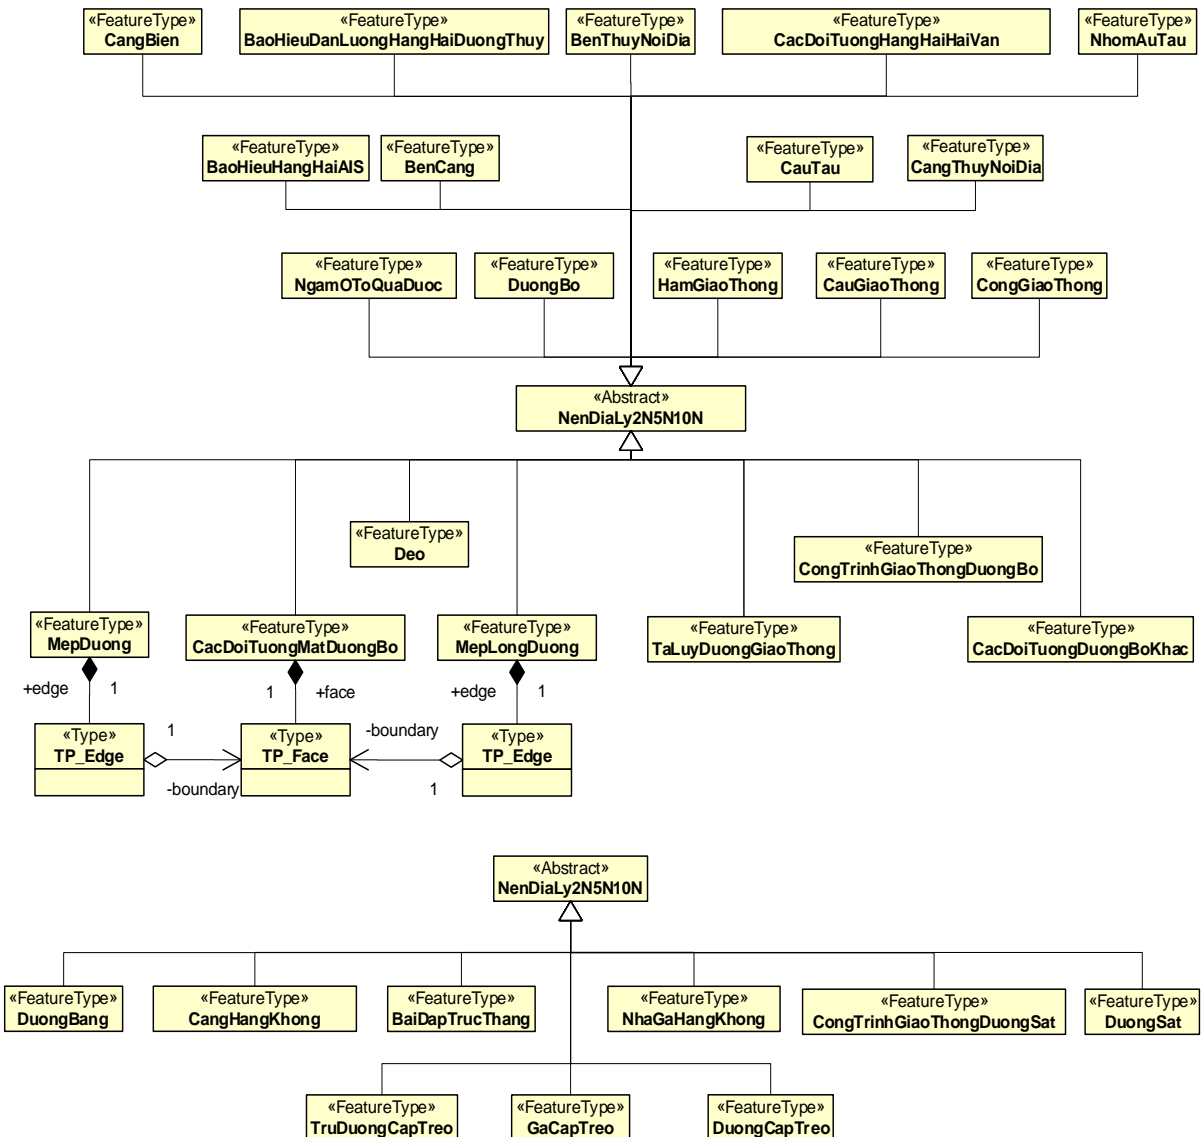 «FeatureType»
CangBien
«FeatureType»
BaoHieuDanLuongHangHaiDuongThuy
«FeatureType»
BenThuyNoiDia
«FeatureType»
CacDoiTuongHangHaiHaiVan
«FeatureType»
NhomAuTau
«FeatureType»
BaoHieuHangHaiAIS
«FeatureType»
BenCang
«FeatureType»
CauTau
«FeatureType»
CangThuyNoiDia
«FeatureType»
NgamOToQuaDuoc
«FeatureType»
DuongBo
«FeatureType»
HamGiaoThong
«FeatureType»
CauGiaoThong
«FeatureType»
CongGiaoThong
«Abstract»
NenDiaLy2N5N10N
«FeatureType»
Deo
«FeatureType»
CongTrinhGiaoThongDuongBo
«FeatureType»
MepDuong
«FeatureType»
CacDoiTuongMatDuongBo
«FeatureType»
MepLongDuong
«FeatureType»
TaLuyDuongGiaoThong
«FeatureType»
CacDoiTuongDuongBoKhac
+edge 1
1 +face
+edge 1
«Type»
TP_Edge
1
-boundary
«Type»
TP_Face
-boundary
1
«Type»
TP_Edge
«Abstract»
NenDiaLy2N5N10N
«FeatureType»
DuongBang
«FeatureType»
CangHangKhong
«FeatureType»
BaiDapTrucThang
«FeatureType»
NhaGaHangKhong
«FeatureType»
CongTrinhGiaoThongDuongSat
«FeatureType»
DuongSat
«FeatureType»
TruDuongCapTreo
«FeatureType»
GaCapTreo
«FeatureType»
DuongCapTreo